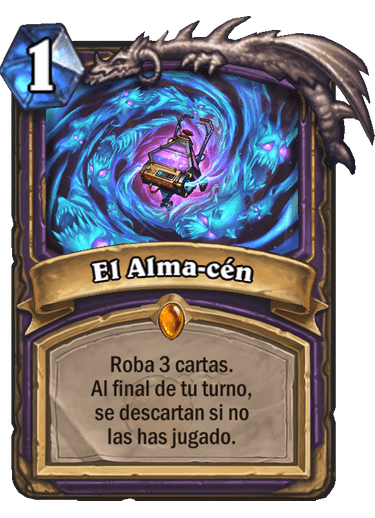 1
El Alma-cén
Roba 3 cartas.
Al final de tu turno,
se descartan si no
las has jugado.